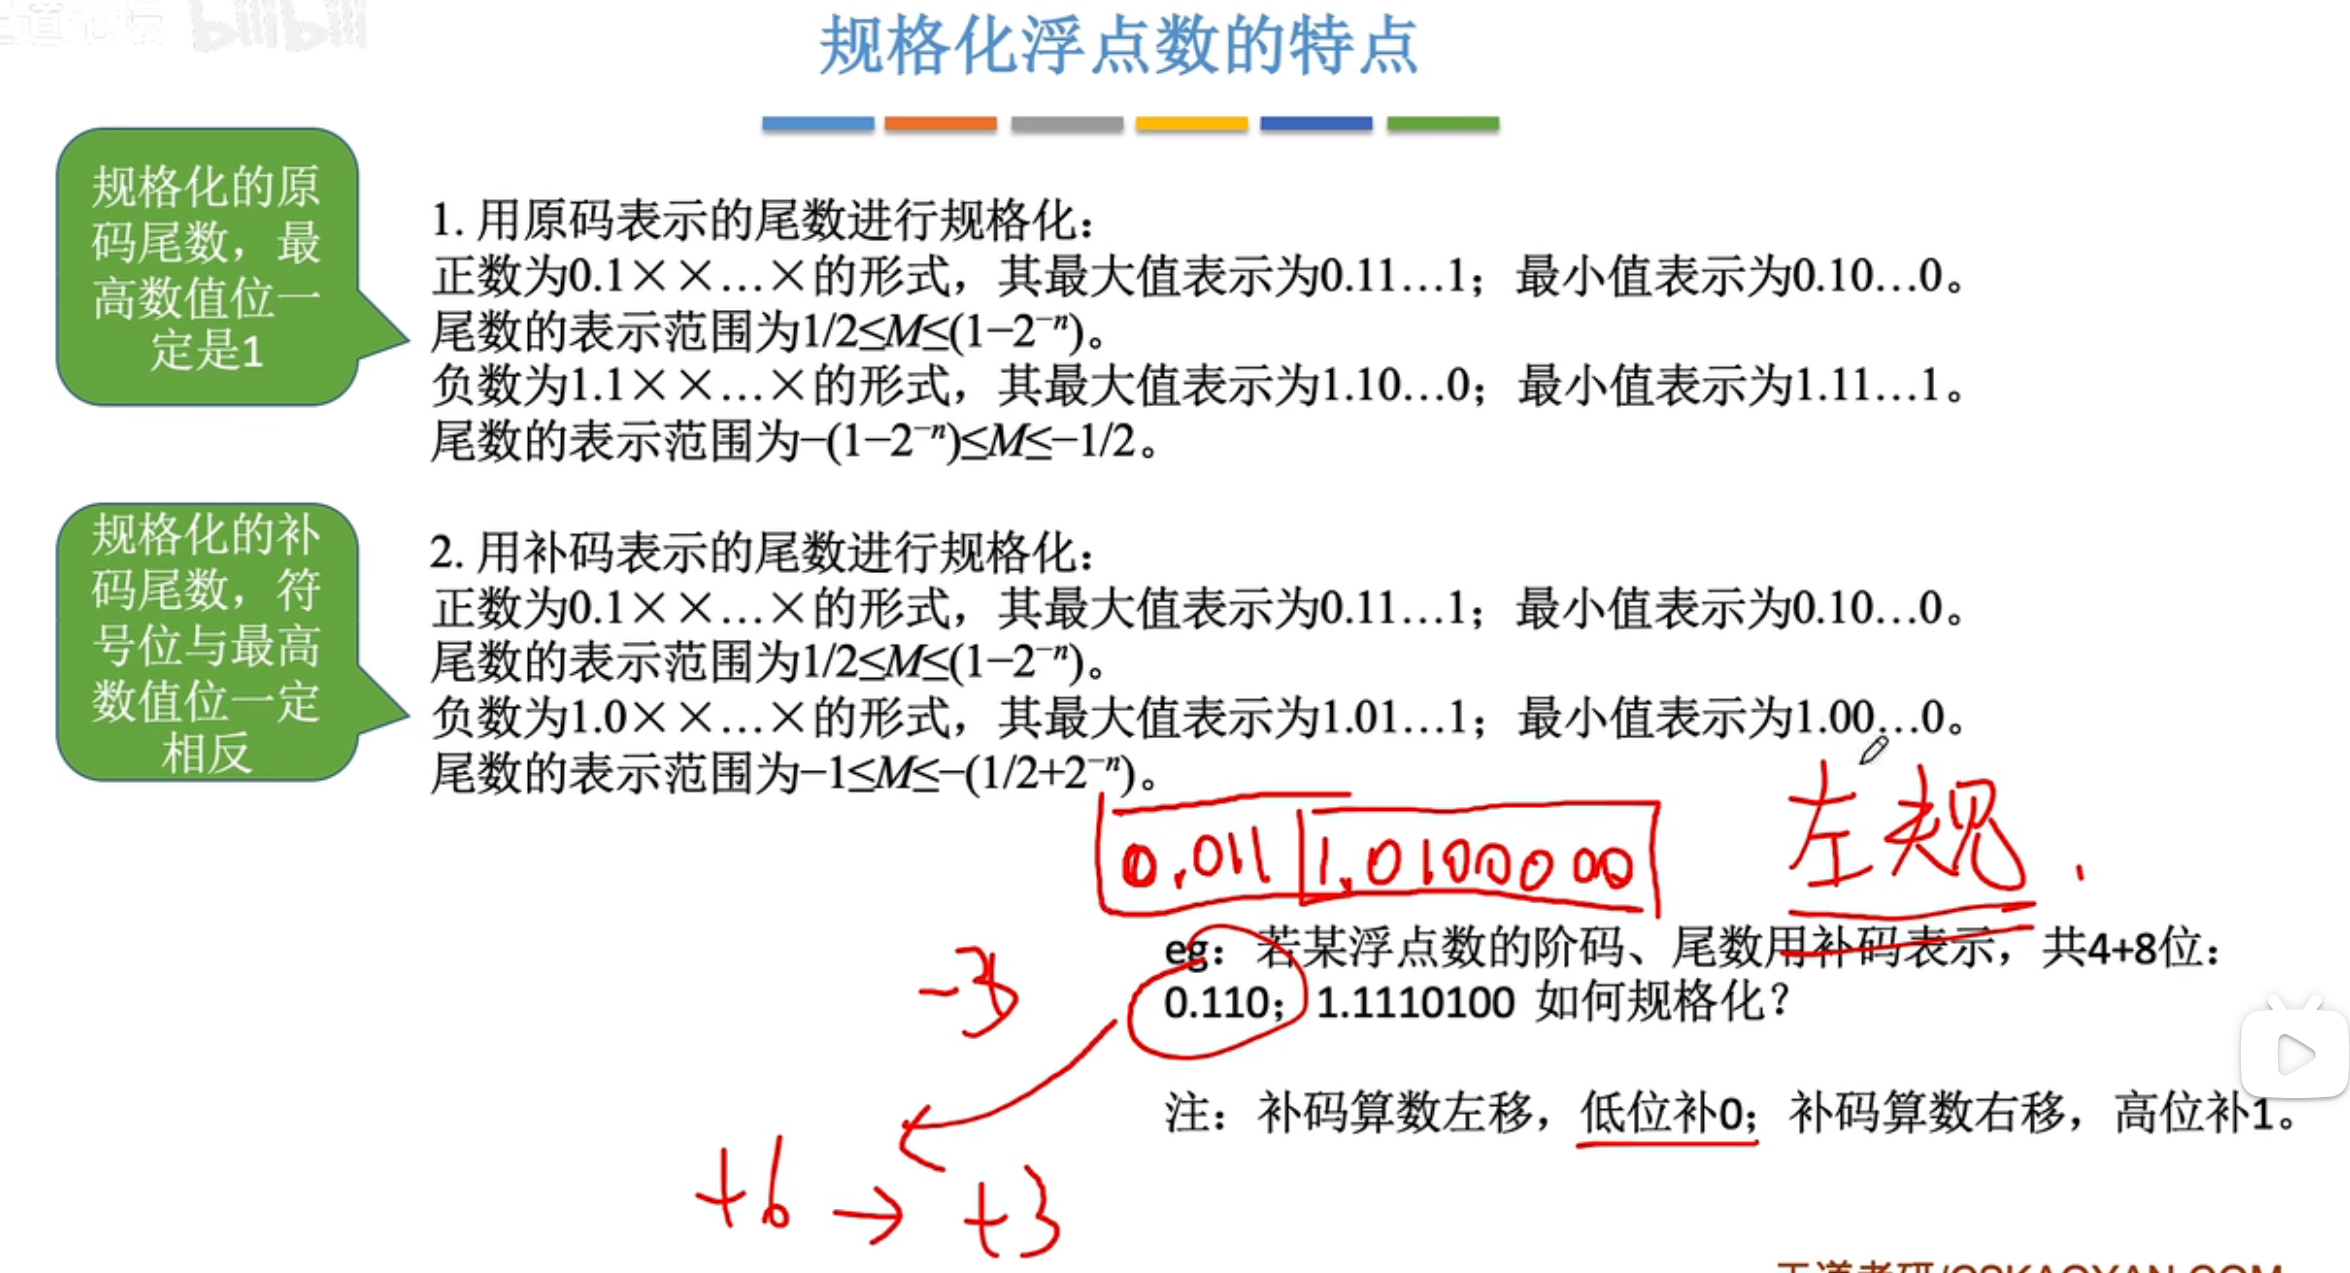 规格化浮点数的特点
规格化的原
码尾数，最
高数值位一
定是1
1. 用原码表示的尾数进行规格化：
正数为0.1××…×的形式，其最大值表示为0.11…1；最小值表示为0.10…0。
尾数的表示范围为1/2≤M≤(1−2⁻ⁿ)。
负数为1.1××…×的形式，其最大值表示为1.10…0；最小值表示为1.11…1。
尾数的表示范围为−(1−2⁻ⁿ)≤M≤−1/2。
规格化的补
码尾数，符
号位与最高
数值位一定
相反
2. 用补码表示的尾数进行规格化：
正数为0.1××…×的形式，其最大值表示为0.11…1；最小值表示为0.10…0。
尾数的表示范围为1/2≤M≤(1−2⁻ⁿ)。
负数为1.0××…×的形式，其最大值表示为1.01…1；最小值表示为1.00…0。
尾数的表示范围为−1≤M≤−(1/2+2⁻ⁿ)。
0.011 1.0100000
左规.
eg：若某浮点数的阶码、尾数用补码表示，共4+8位：
0.110；1.1110100 如何规格化？
-3
注：补码算数左移，低位补0；补码算数右移，高位补1。
+6 → +3
王道考研/CSKAOYAN.COM
bilibili